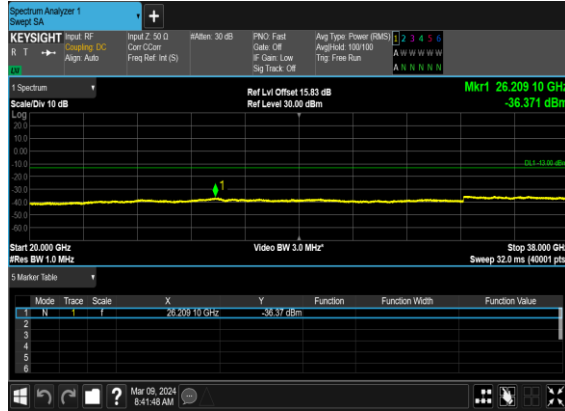 Spectrum Analyzer 1
Swept SA
+
KEYSIGHT Input: RF Input Z: 50 Ω #Atten: 30 dB PNO: Fast Avg Type: Power (RMS) 1 2 3 4 5 6
R T Coupling: DC Corr CCorr Gate: Off Avg|Hold: 100/100 A W W W W W
Align: Auto Freq Ref: Int (S) IF Gain: Low Trig: Free Run
Sig Track: Off A N N N N N
LW
1 Spectrum Ref Lvl Offset 15.83 dB Mkr1 26.209 10 GHz
Scale/Div 10 dB Ref Level 30.00 dBm -36.371 dBm
Log
20.0
10.0
0.00
-10.0
DL1 -13.00 dBm
-20.0
-30.0
1
-40.0
-50.0
-60.0
Start 20.000 GHz Video BW 3.0 MHz* Stop 38.000 GHz
#Res BW 1.0 MHz Sweep 32.0 ms (40001 pts)
5 Marker Table
Mode Trace Scale X Y Function Function Width Function Value
1 N 1 f 26.209 10 GHz -36.37 dBm
2
3
4
5
6
? Mar 09, 2024
8:41:48 AM